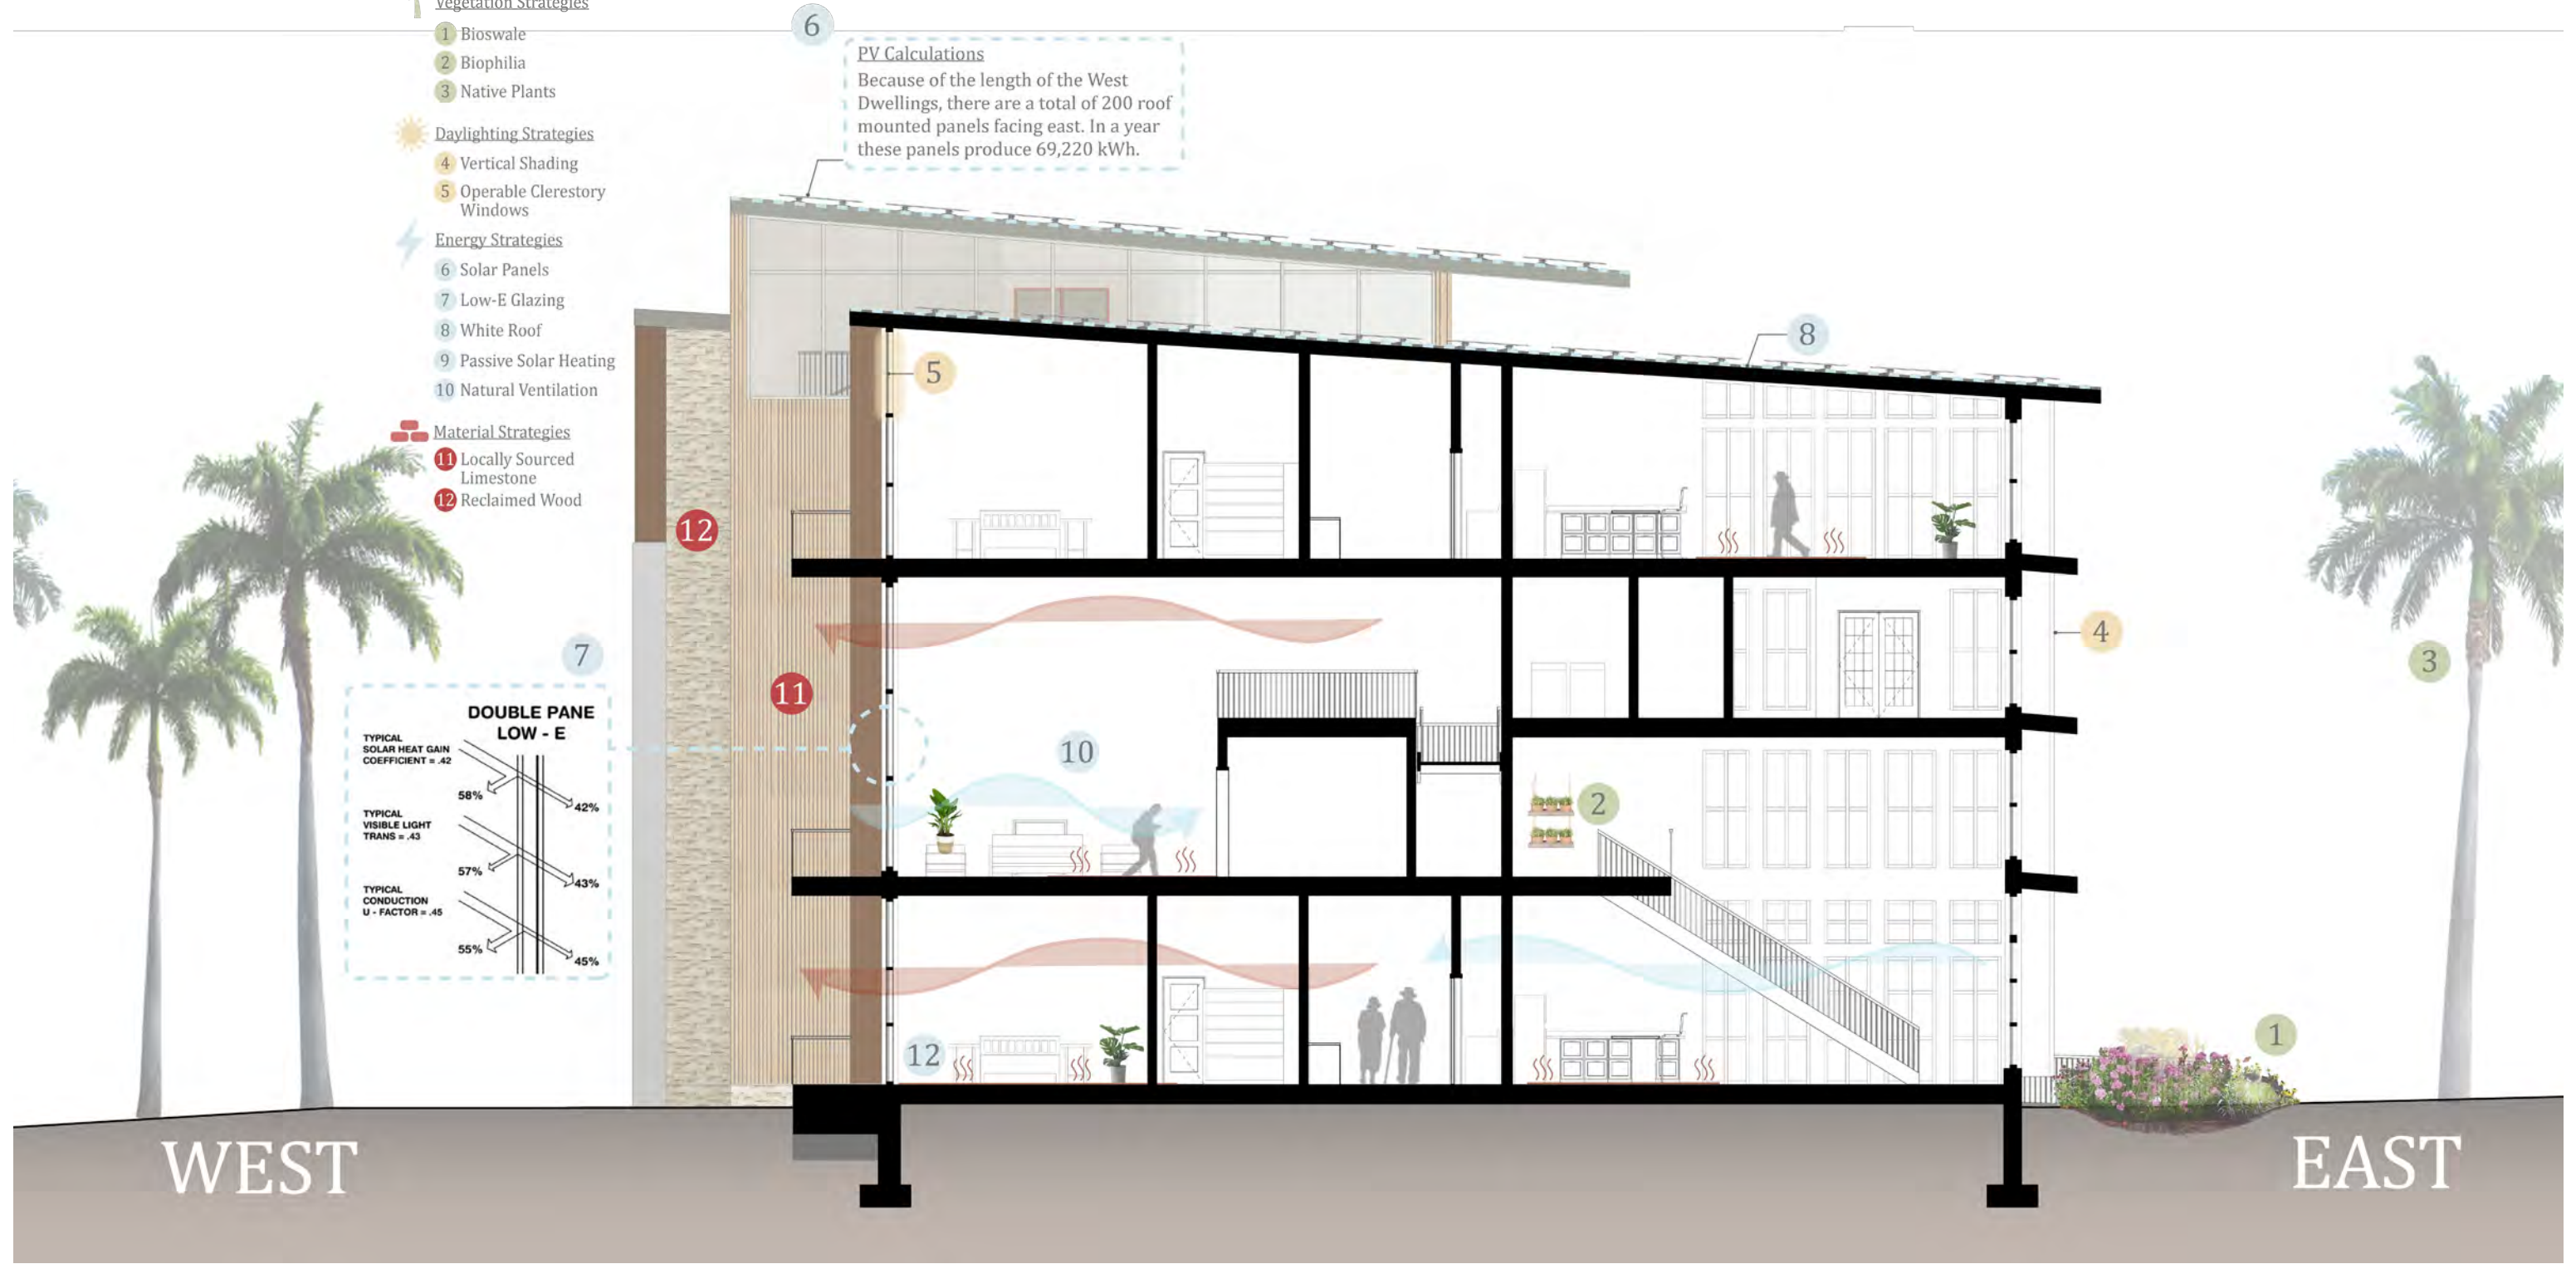 Vegetation Strategies
1 Bioswale
2 Biophilia
3 Native Plants
Daylighting Strategies
4 Vertical Shading
5 Operable Clerestory
Windows
Energy Strategies
6 Solar Panels
7 Low-E Glazing
8 White Roof
9 Passive Solar Heating
10 Natural Ventilation
Material Strategies
11 Locally Sourced
Limestone
12 Reclaimed Wood
6
PV Calculations
Because of the length of the West
Dwellings, there are a total of 200 roof
mounted panels facing east. In a year
these panels produce 69,220 kWh.
8
5
12
4
7
3
11
DOUBLE PANE
LOW - E
TYPICAL
SOLAR HEAT GAIN
COEFFICIENT = .42
58%
42%
TYPICAL
VISIBLE LIGHT
TRANS = .43
57%
43%
TYPICAL
CONDUCTION
U - FACTOR = .45
55%
45%
10
2
12
1
WEST
EAST